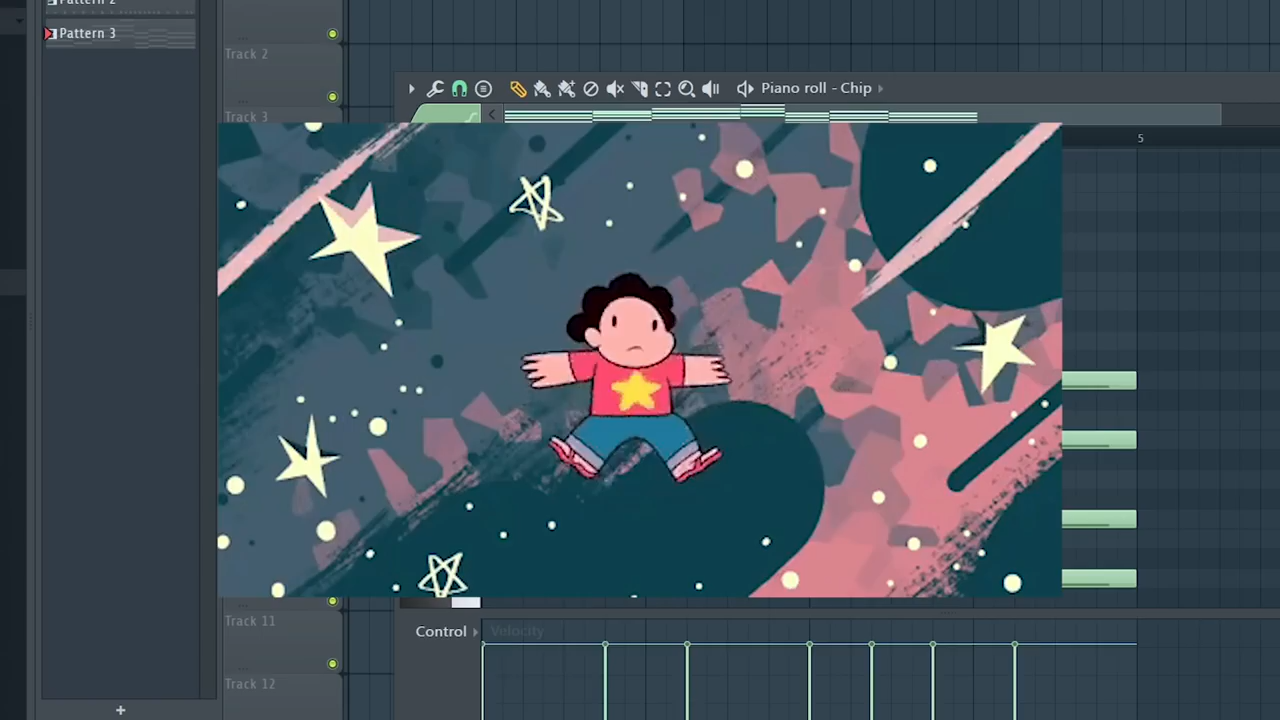 Pattern 2
Pattern 3
Track 2
Track 3
Piano roll - Chip
5
Control
Velocity
Track 11
Track 12